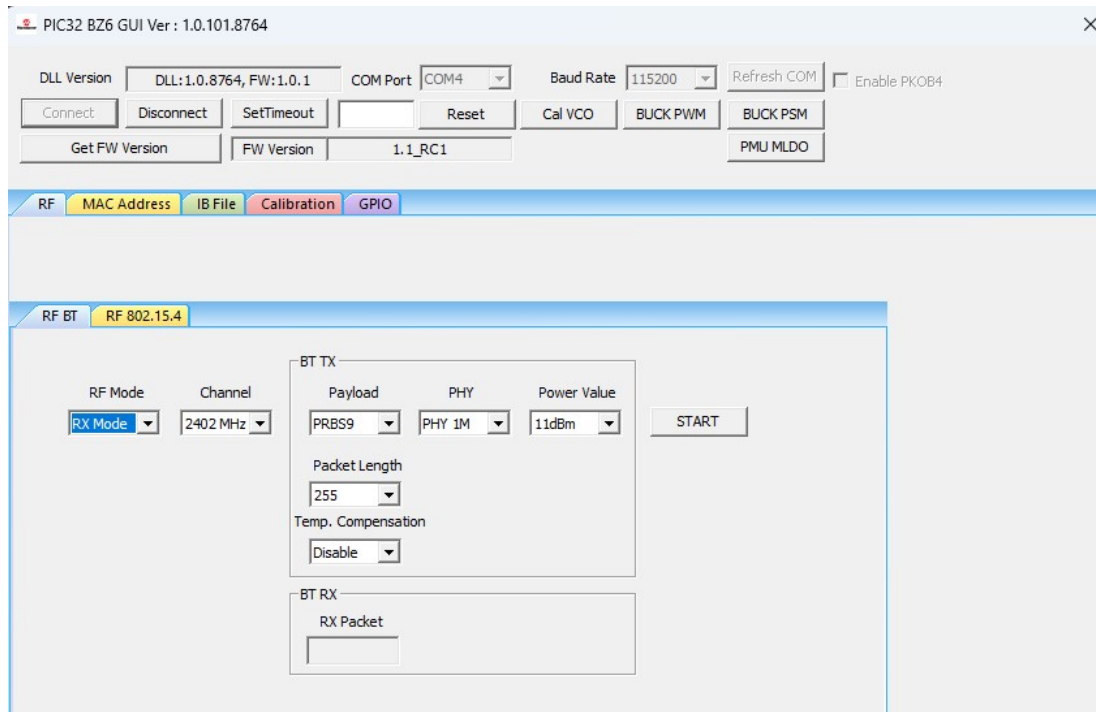 PIC32 BZ6 GUI Ver : 1.0.101.8764
DLL Version DLL:1.0.8764, FW:1.0.1 COM Port COM4 Baud Rate 115200 Refresh COM Enable PKOB4
Connect Disconnect SetTimeout Reset Cal VCO BUCK PWM BUCK PSM
Get FW Version FW Version 1.1_RC1 PMU MLDO
RF MAC Address IB File Calibration GPIO
RF BT RF 802.15.4
BT TX
RF Mode Channel Payload PHY Power Value
RX Mode 2402 MHz PRBS9 PHY 1M 11dBm START
Packet Length
255
Temp. Compensation
Disable
BT RX
RX Packet